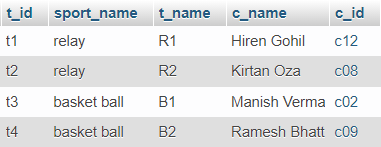 t_id sport_name t_name c_name c_id
t1 relay R1 Hiren Gohil c12
t2 relay R2 Kirtan Oza c08
t3 basket ball B1 Manish Verma c02
t4 basket ball B2 Ramesh Bhatt c09